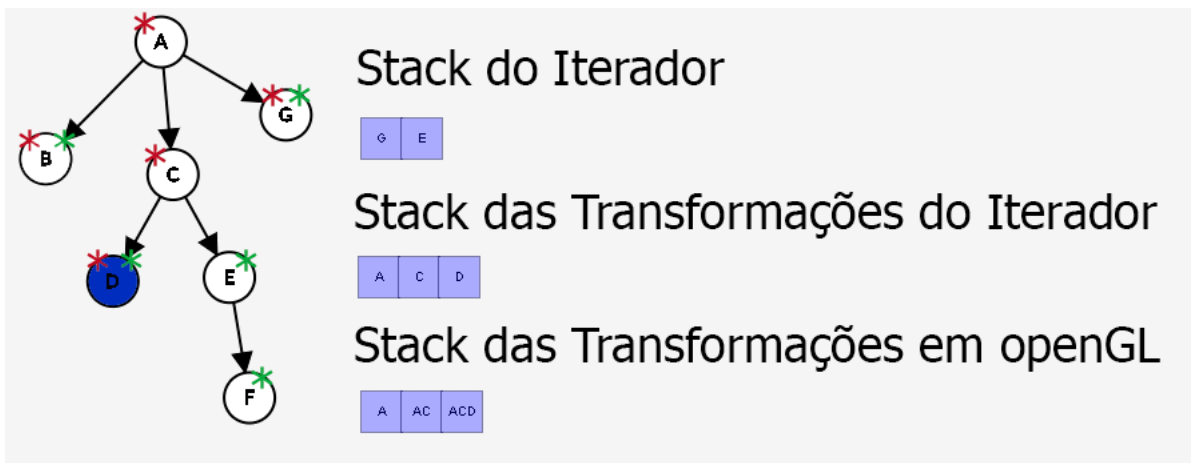 A
B
C
G
D
E
F
Stack do Iterador
G E
Stack das Transformações do Iterador
A C D
Stack das Transformações em openGL
A AC ACD